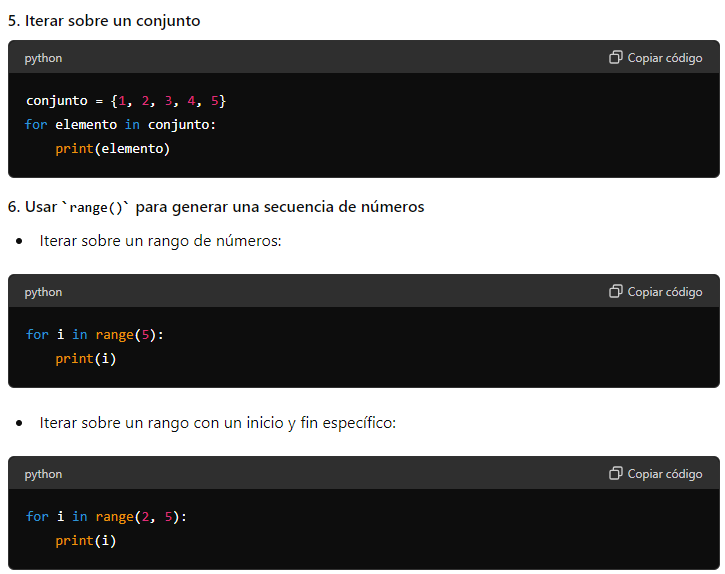 5. Iterar sobre un conjunto
python Copiar código
conjunto = {1, 2, 3, 4, 5}
for elemento in conjunto:
    print(elemento)
6. Usar `range()` para generar una secuencia de números
• Iterar sobre un rango de números:
python Copiar código
for i in range(5):
    print(i)
• Iterar sobre un rango con un inicio y fin específico:
python Copiar código
for i in range(2, 5):
    print(i)